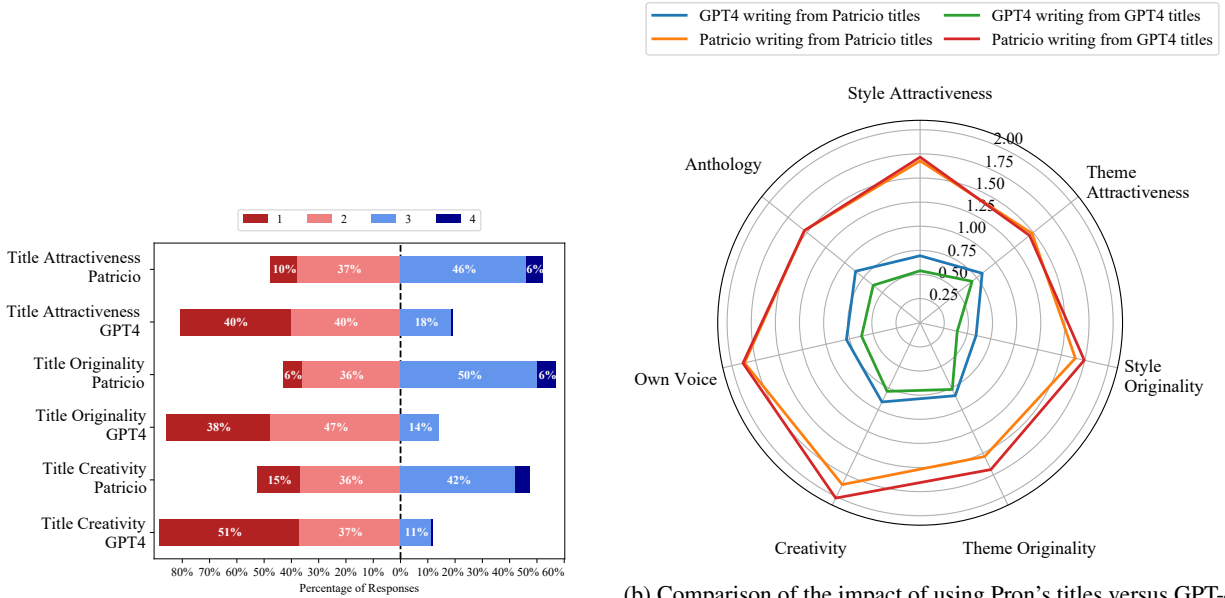 1 2 3 4
Title Attractiveness
Patricio
10% 37% 46% 6%
Title Attractiveness
GPT4
40% 40% 18%
Title Originality
Patricio
6% 36% 50% 6%
Title Originality
GPT4
38% 47% 14%
Title Creativity
Patricio
15% 36% 42%
Title Creativity
GPT4
51% 37% 11%
80% 70% 60% 50% 40% 30% 20% 10% 0% 10% 20% 30% 40% 50% 60%
Percentage of Responses
GPT4 writing from Patricio titles
GPT4 writing from GPT4 titles
Patricio writing from Patricio titles
Patricio writing from GPT4 titles
Style Attractiveness
Anthology
Theme
Attractiveness
2.00
1.75
1.50
1.25
1.00
0.75
0.50
0.25
Own Voice
Style
Originality
Creativity
Theme Originality
(b) Comparison of the impact of using Pron's titles versus GPT-